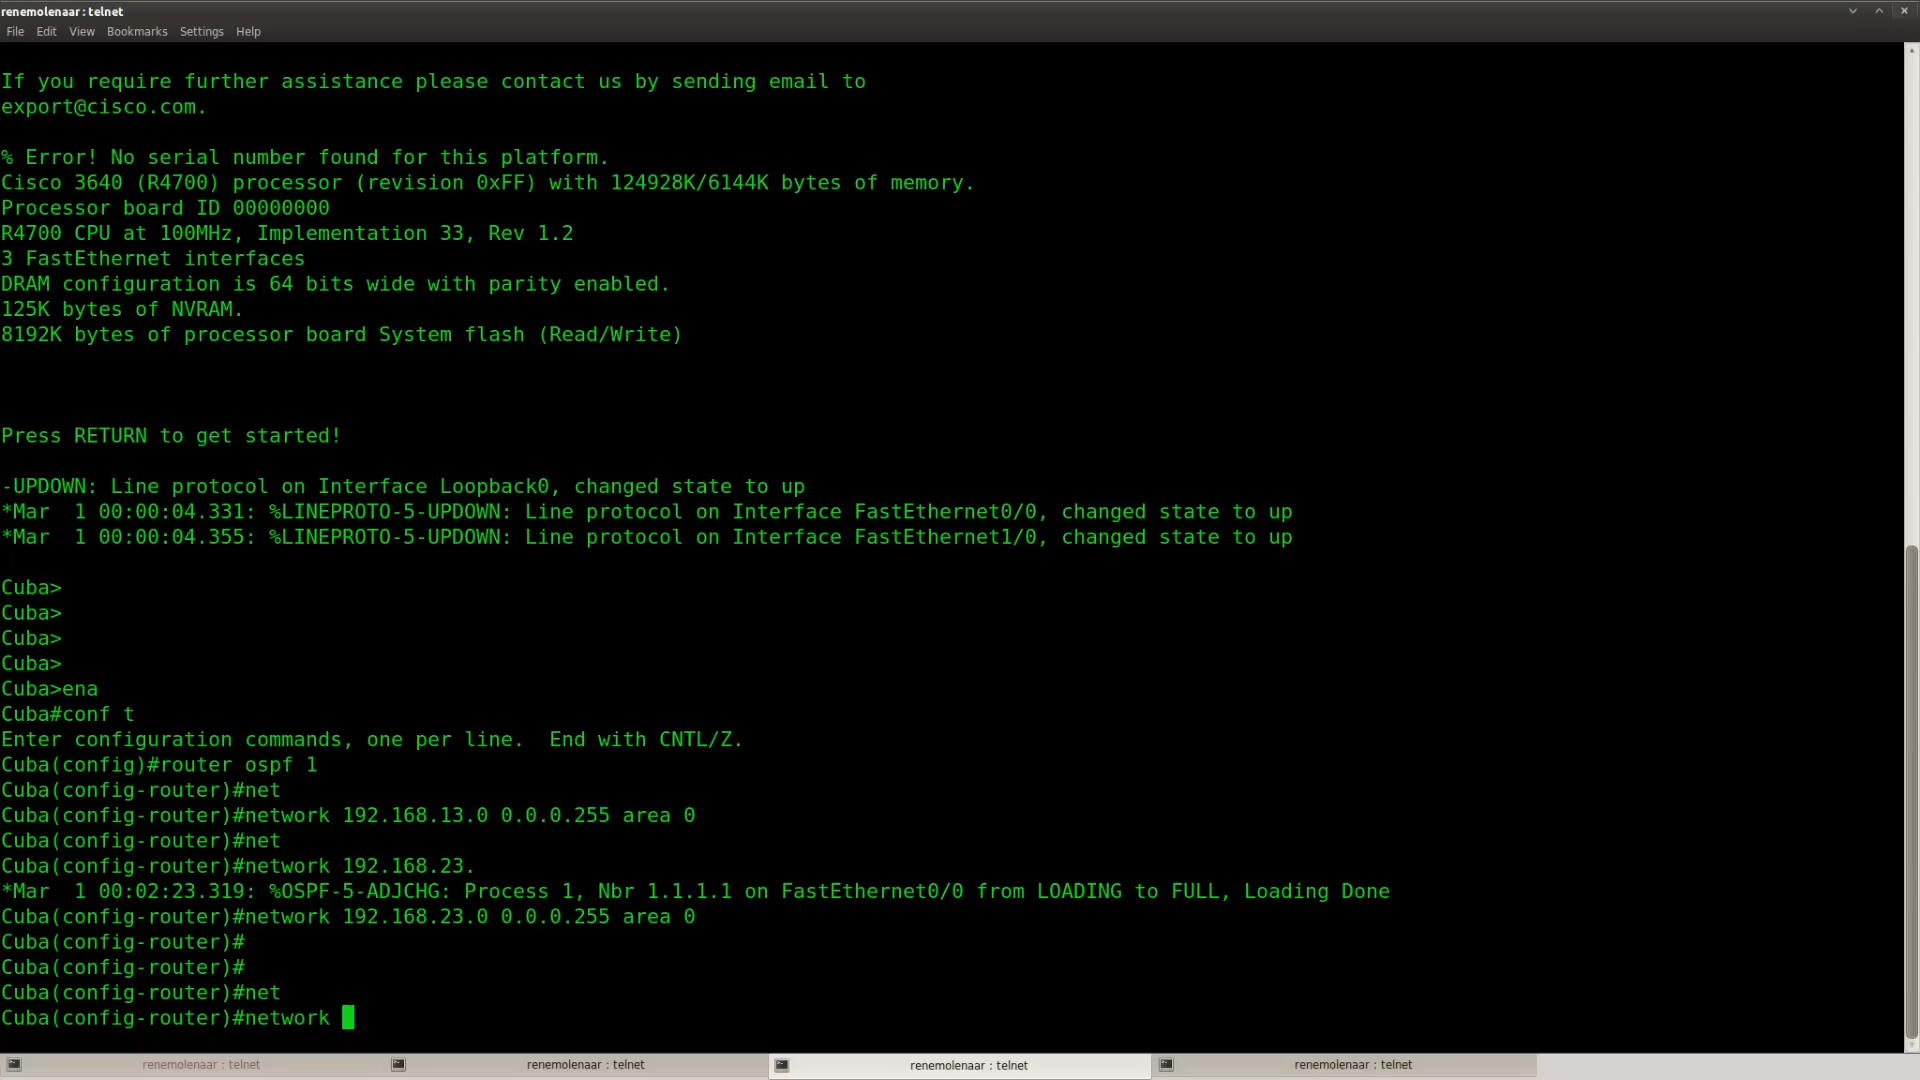 renemolenaar : telnet
File Edit View Bookmarks Settings Help
If you require further assistance please contact us by sending email to
export@cisco.com.
% Error! No serial number found for this platform.
Cisco 3640 (R4700) processor (revision 0xFF) with 124928K/6144K bytes of memory.
Processor board ID 00000000
R4700 CPU at 100MHz, Implementation 33, Rev 1.2
3 FastEthernet interfaces
DRAM configuration is 64 bits wide with parity enabled.
125K bytes of NVRAM.
8192K bytes of processor board System flash (Read/Write)
Press RETURN to get started!
-UPDOWN: Line protocol on Interface Loopback0, changed state to up
*Mar  1 00:00:04.331: %LINEPROTO-5-UPDOWN: Line protocol on Interface FastEthernet0/0, changed state to up
*Mar  1 00:00:04.355: %LINEPROTO-5-UPDOWN: Line protocol on Interface FastEthernet1/0, changed state to up
Cuba>
Cuba>
Cuba>
Cuba>
Cuba>ena
Cuba#conf t
Enter configuration commands, one per line.  End with CNTL/Z.
Cuba(config)#router ospf 1
Cuba(config-router)#net
Cuba(config-router)#network 192.168.13.0 0.0.0.255 area 0
Cuba(config-router)#net
Cuba(config-router)#network 192.168.23.
*Mar  1 00:02:23.319: %OSPF-5-ADJCHG: Process 1, Nbr 1.1.1.1 on FastEthernet0/0 from LOADING to FULL, Loading Done
Cuba(config-router)#network 192.168.23.0 0.0.0.255 area 0
Cuba(config-router)#
Cuba(config-router)#
Cuba(config-router)#net
Cuba(config-router)#network
renemolenaar : telnet renemolenaar : telnet renemolenaar : telnet renemolenaar : telnet